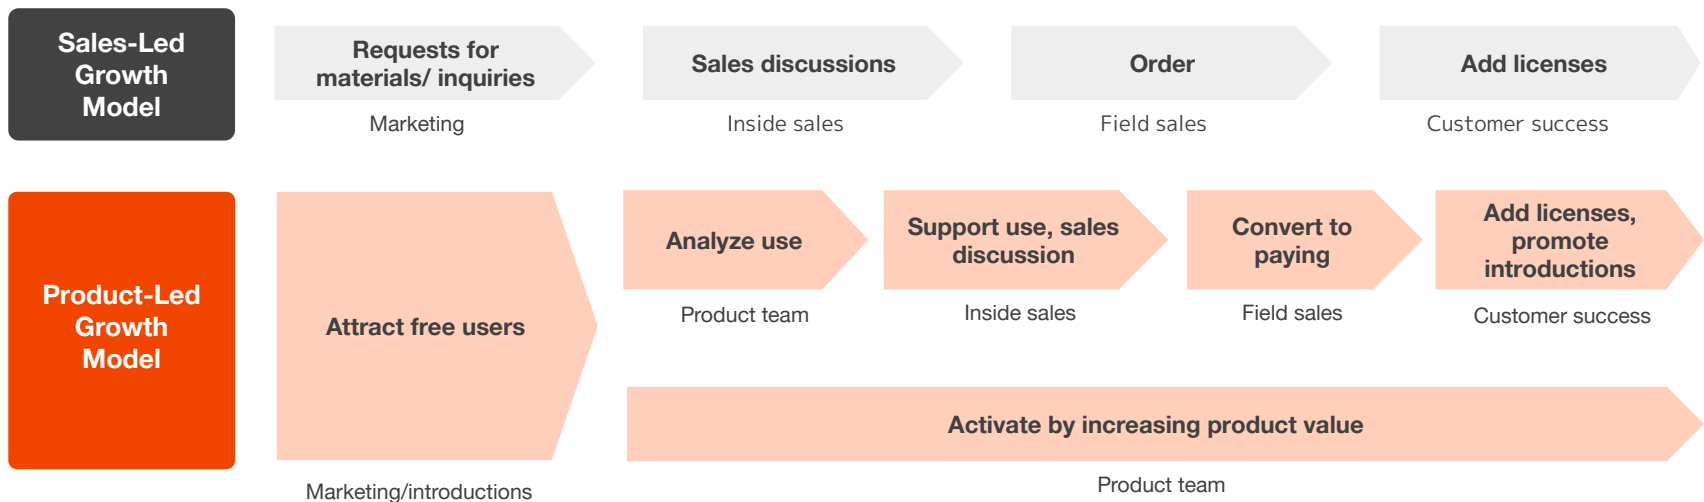 Sales-Led
Growth
Model
Requests for
materials/ inquiries
Marketing
Sales discussions
Inside sales
Order
Field sales
Add licenses
Customer success
Product-Led
Growth
Model
Attract free users
Marketing/introductions
Analyze use
Product team
Support use, sales
discussion
Inside sales
Convert to
paying
Field sales
Add licenses,
promote
introductions
Customer success
Activate by increasing product value
Product team